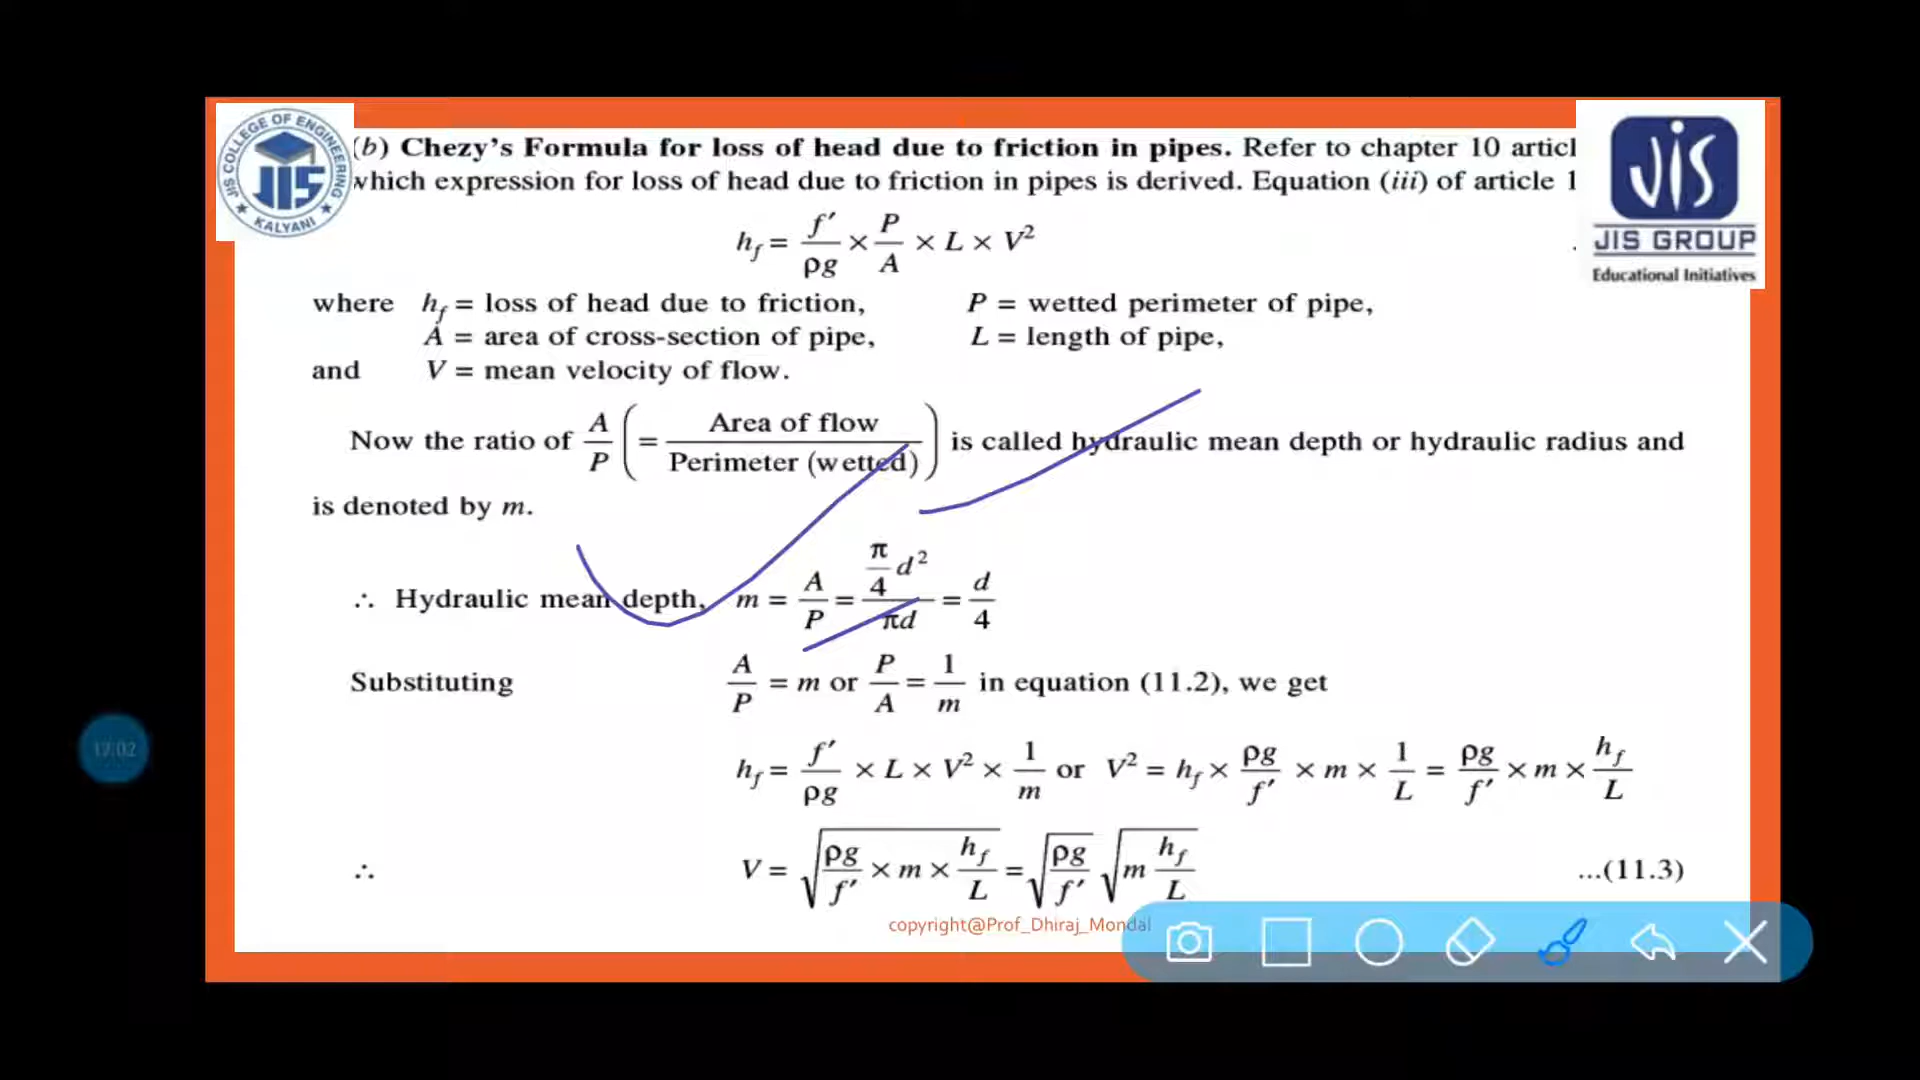 JIS COLLEGE OF ENGINEERING
KALYANI
JIS
JIS GROUP
Educational Initiatives
(b) Chezy's Formula for loss of head due to friction in pipes. Refer to chapter 10 articl
which expression for loss of head due to friction in pipes is derived. Equation (iii) of article 1
h_f = f′/ρg × P/A × L × V²
where h_f = loss of head due to friction, P = wetted perimeter of pipe,
A = area of cross-section of pipe, L = length of pipe,
and V = mean velocity of flow.
Now the ratio of A/P (= Area of flow / Perimeter (wetted)) is called hydraulic mean depth or hydraulic radius and
is denoted by m.
∴ Hydraulic mean depth, m = A/P = (π/4 d²)/(πd) = d/4
Substituting A/P = m or P/A = 1/m in equation (11.2), we get
h_f = f′/ρg × L × V² × 1/m or V² = h_f × ρg/f′ × m × 1/L = ρg/f′ × m × h_f/L
∴ V = √(ρg/f′ × m × h_f/L) = √(ρg/f′) √(m h_f/L) ...(11.3)
copyright@Prof_Dhiraj_Mondal
17:02